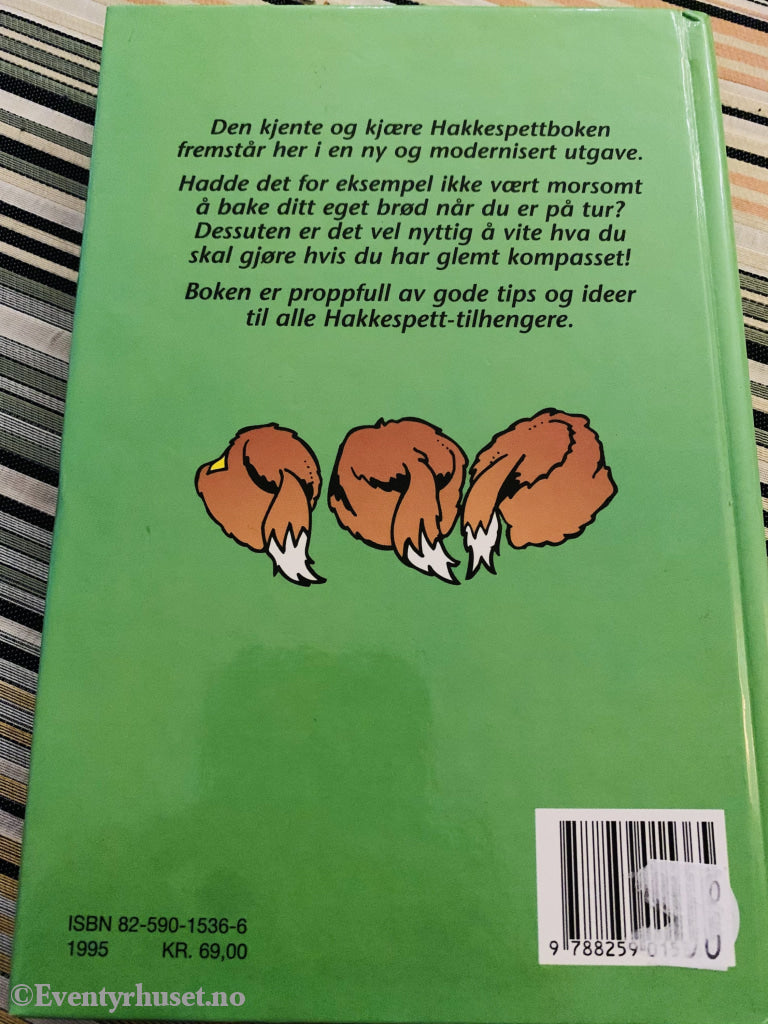 Den kjente og kjære Hakkespettboken
fremstår her i en ny og modernisert utgave.
Hadde det for eksempel ikke vært morsomt
å bake ditt eget brød når du er på tur?
Dessuten er det vel nyttig å vite hva du
skal gjøre hvis du har glemt kompasset!
Boken er proppfull av gode tips og ideer
til alle Hakkespett-tilhengere.
ISBN 82-590-1536-6
1995 KR. 69,00
9 788259 015
©Eventyrhuset.no